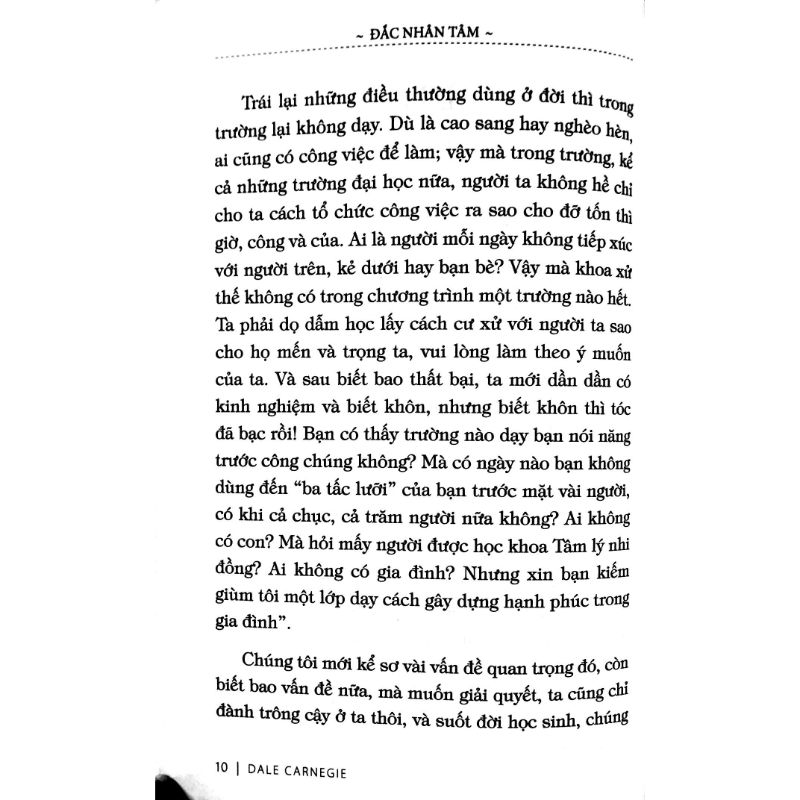 ~ ĐẮC NHÂN TÂM ~
Trái lại những điều thường dùng ở đời thì trong
trường lại không dạy. Dù là cao sang hay nghèo hèn,
ai cũng có công việc để làm; vậy mà trong trường, kể
cả những trường đại học nữa, người ta không hề chỉ
cho ta cách tổ chức công việc ra sao cho đỡ tốn thì
giờ, công và của. Ai là người mỗi ngày không tiếp xúc
với người trên, kẻ dưới hay bạn bè? Vậy mà khoa xử
thế không có trong chương trình một trường nào hết.
Ta phải dọ dẫm học lấy cách cư xử với người ta sao
cho họ mến và trọng ta, vui lòng làm theo ý muốn
của ta. Và sau biết bao thất bại, ta mới dần dần có
kinh nghiệm và biết khôn, nhưng biết khôn thì tóc
đã bạc rồi! Bạn có thấy trường nào dạy bạn nói năng
trước công chúng không? Mà có ngày nào bạn không
dùng đến “ba tấc lưỡi” của bạn trước mặt vài người,
có khi cả chục, cả trăm người nữa không? Ai không
có con? Mà hỏi mấy người được học khoa Tâm lý nhi
đồng? Ai không có gia đình? Nhưng xin bạn kiếm
giùm tôi một lớp dạy cách gây dựng hạnh phúc trong
gia đình”.
Chúng tôi mới kể sơ vài vấn đề quan trọng đó, còn
biết bao vấn đề nữa, mà muốn giải quyết, ta cũng chỉ
đành trông cậy ở ta thôi, và suốt đời học sinh, chúng
10 | DALE CARNEGIE